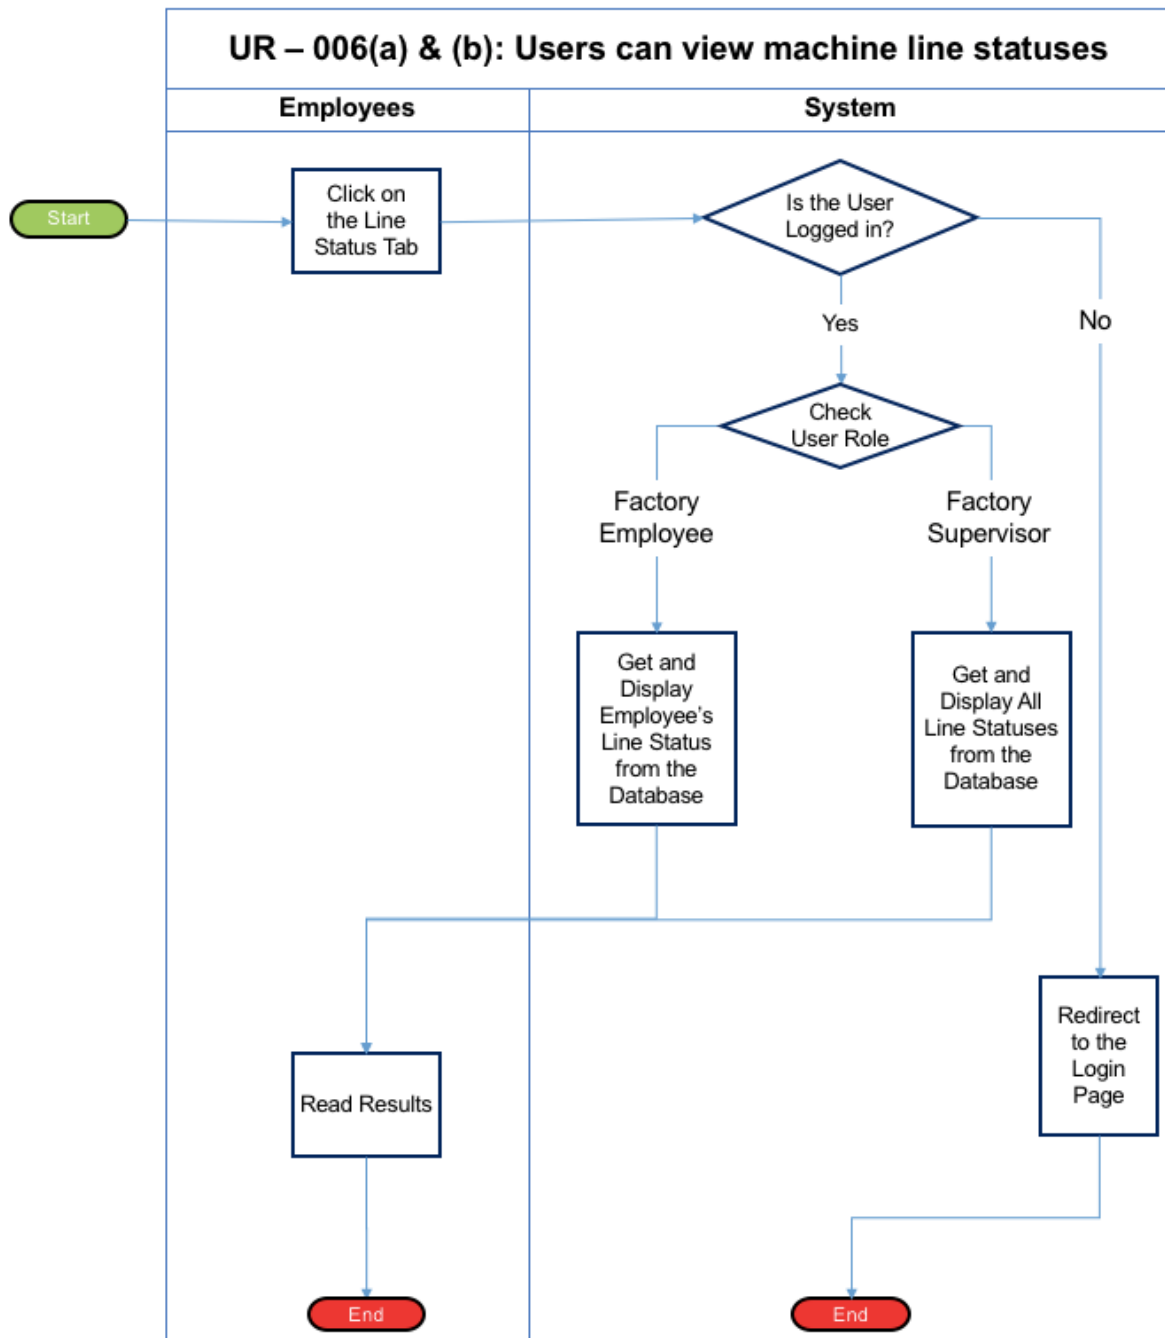 UR – 006(a) & (b): Users can view machine line statuses
Employees
System
Start
Click on
the Line
Status Tab
Is the User
Logged in?
Yes
No
Check
User Role
Factory
Employee
Factory
Supervisor
Get and
Display
Employee’s
Line Status
from the
Database
Get and
Display All
Line Statuses
from the
Database
Read Results
Redirect
to the
Login
Page
End
End